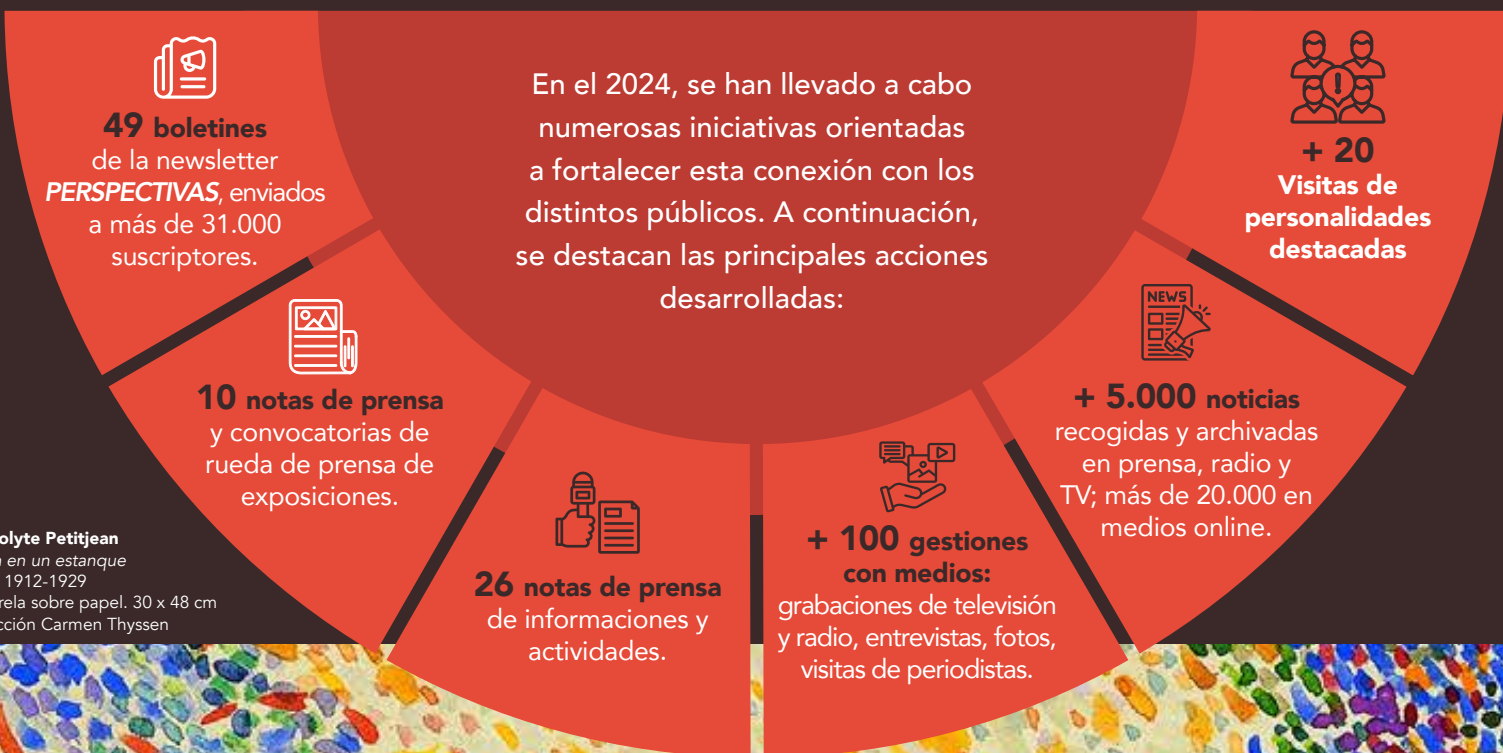 En el 2024, se han llevado a cabo
numerosas iniciativas orientadas
a fortalecer esta conexión con los
distintos públicos. A continuación,
se destacan las principales acciones
desarrolladas:
49 boletines
de la newsletter
PERSPECTIVAS, enviados
a más de 31.000
suscriptores.
10 notas de prensa
y convocatorias de
rueda de prensa de
exposiciones.
26 notas de prensa
de informaciones y
actividades.
+ 100 gestiones
con medios:
grabaciones de televisión
y radio, entrevistas, fotos,
visitas de periodistas.
NEWS
+ 5.000 noticias
recogidas y archivadas
en prensa, radio y
TV; más de 20.000 en
medios online.
+ 20
Visitas de
personalidades
destacadas
olyte Petitjean
en un estanque
1912-1929
rela sobre papel. 30 x 48 cm
cción Carmen Thyssen